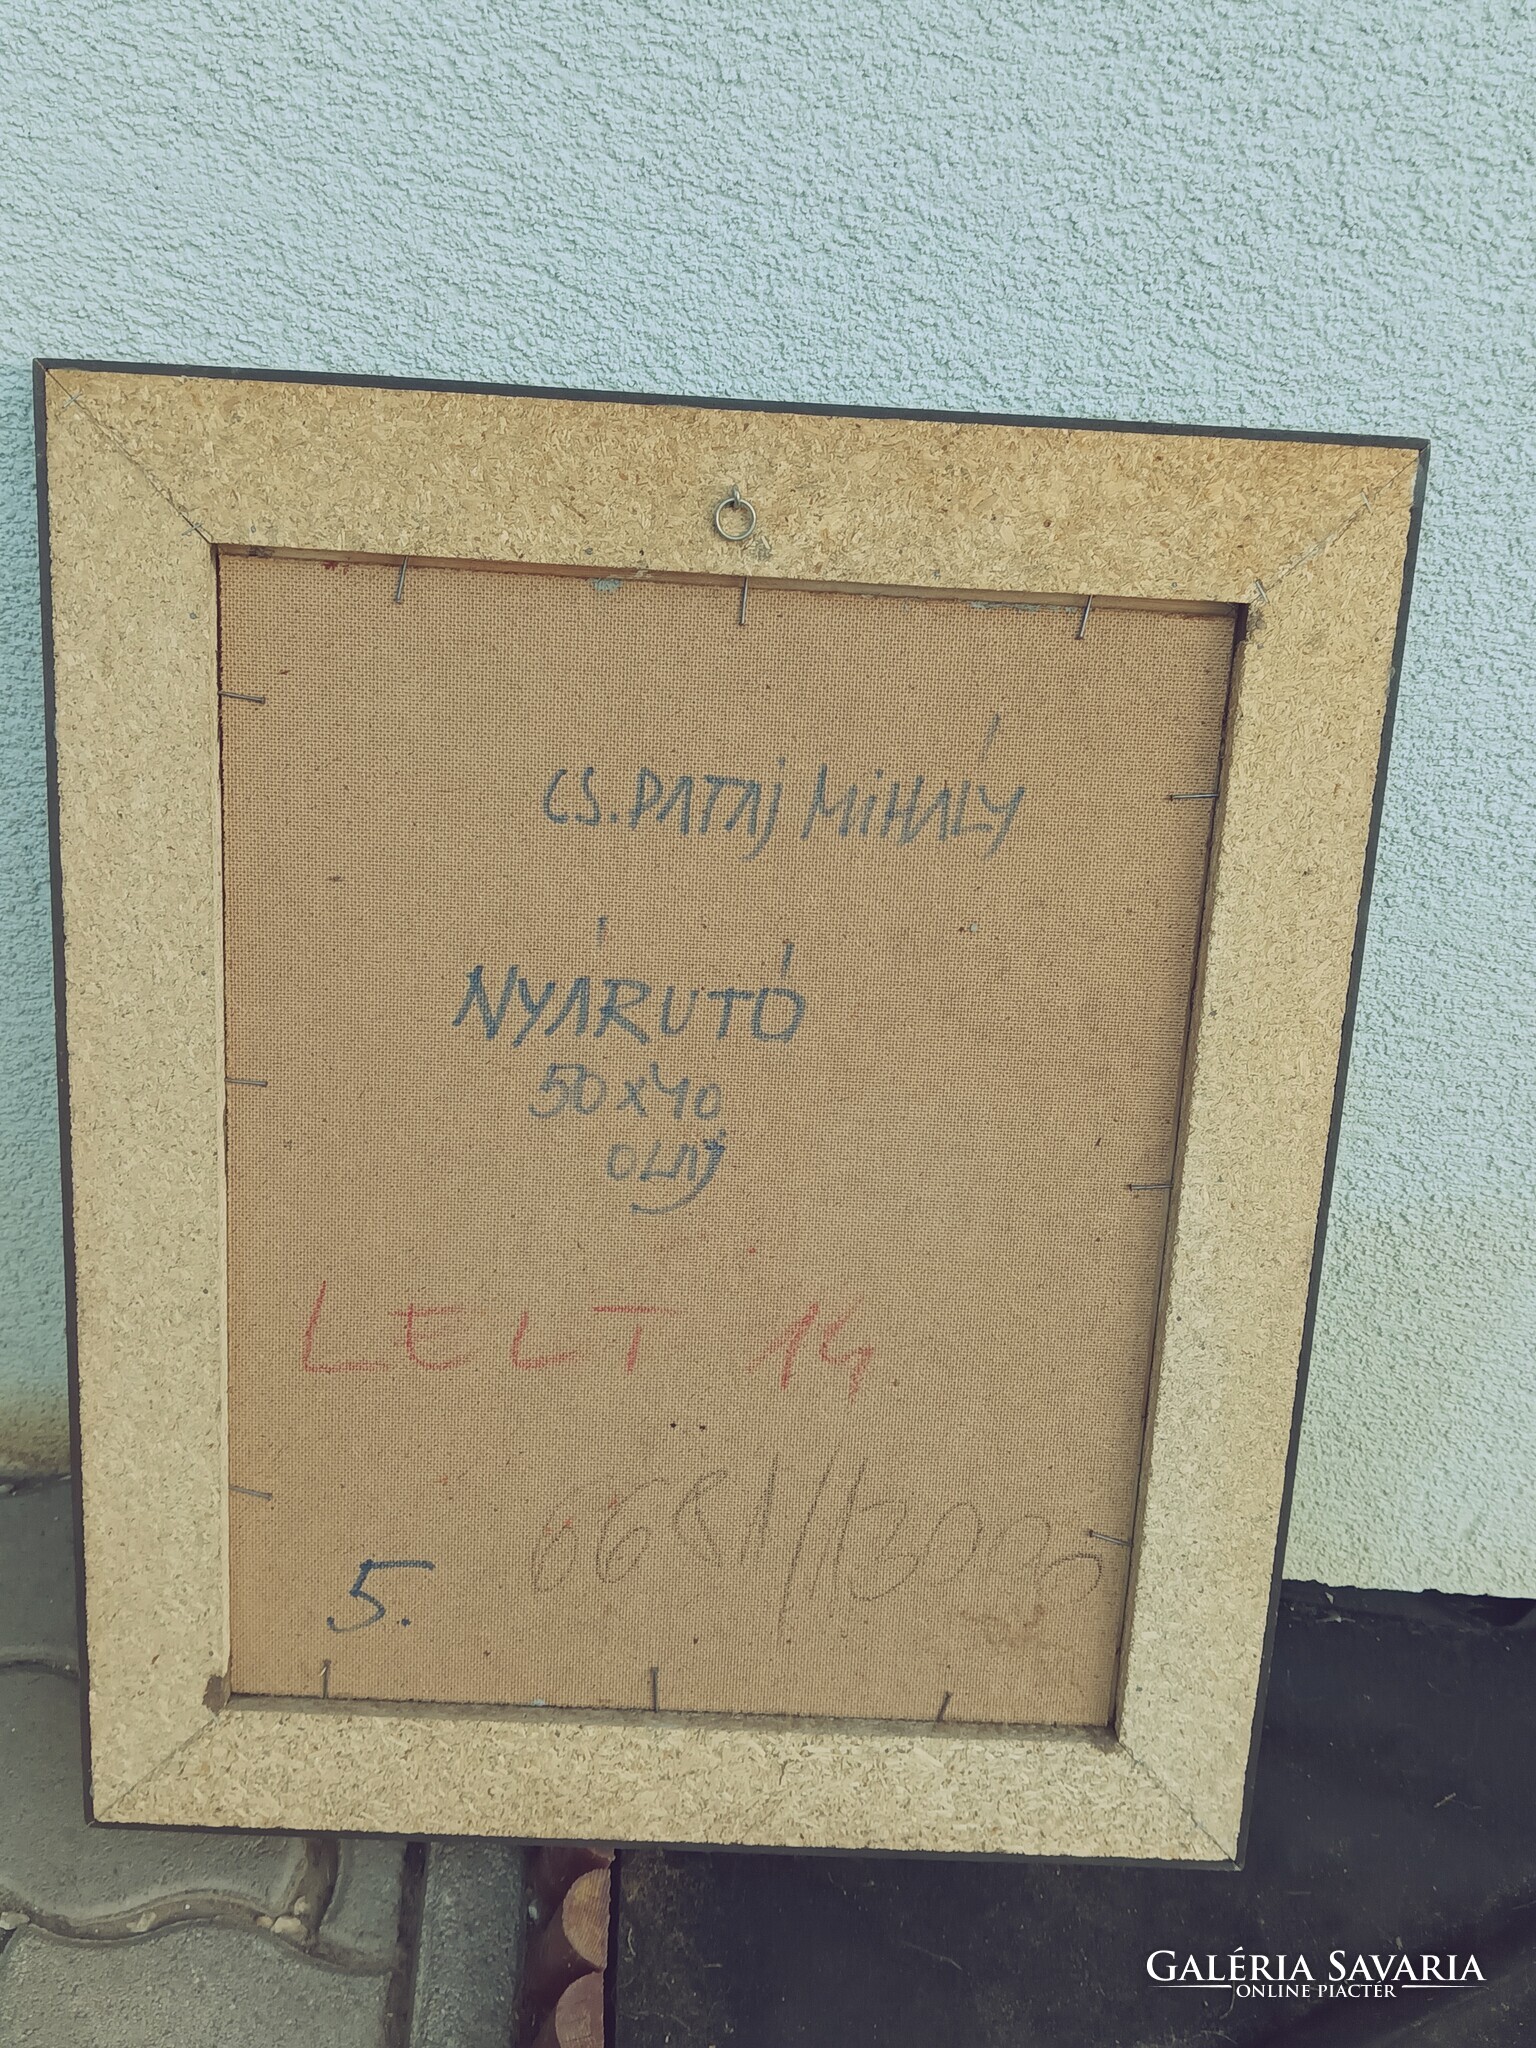 CS. PATAJ MIHÁLY
NYÁRUTÓ
50x40
OLAJ
LELT 14
5.
GALÉRIA SAVARIA
ONLINE PIACTÉR